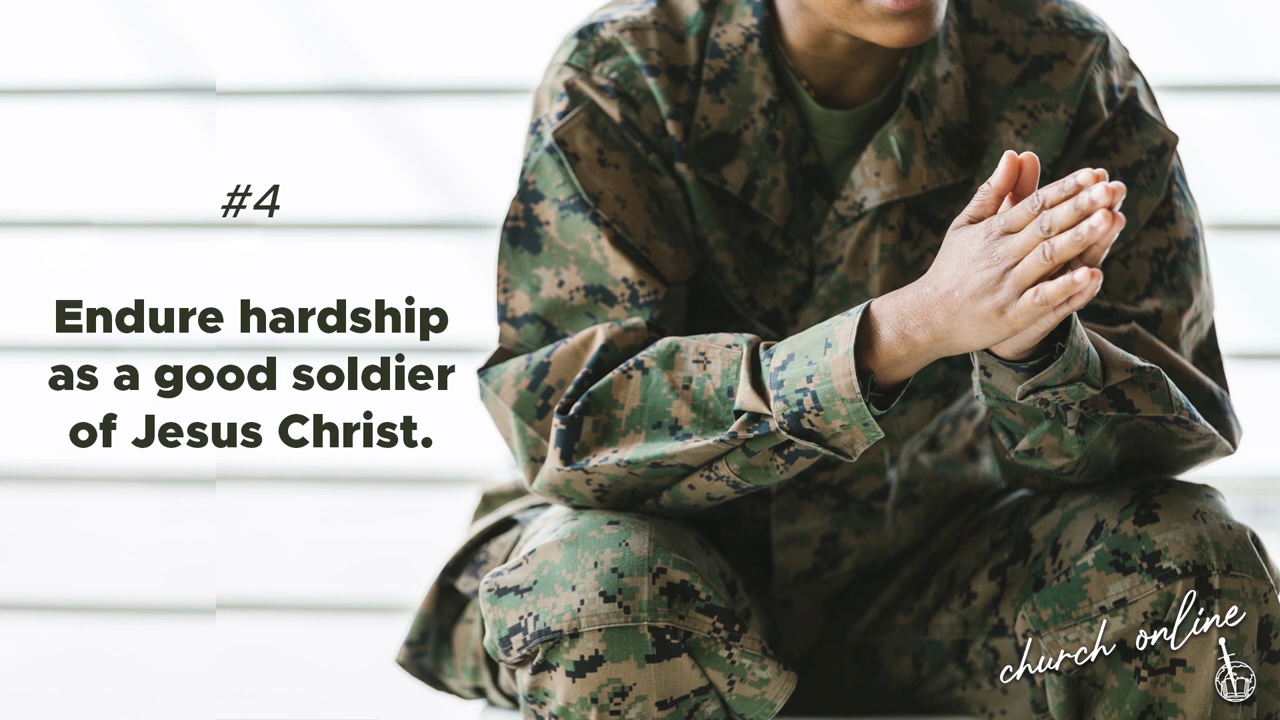 #4
Endure hardship
as a good soldier
of Jesus Christ.
church online